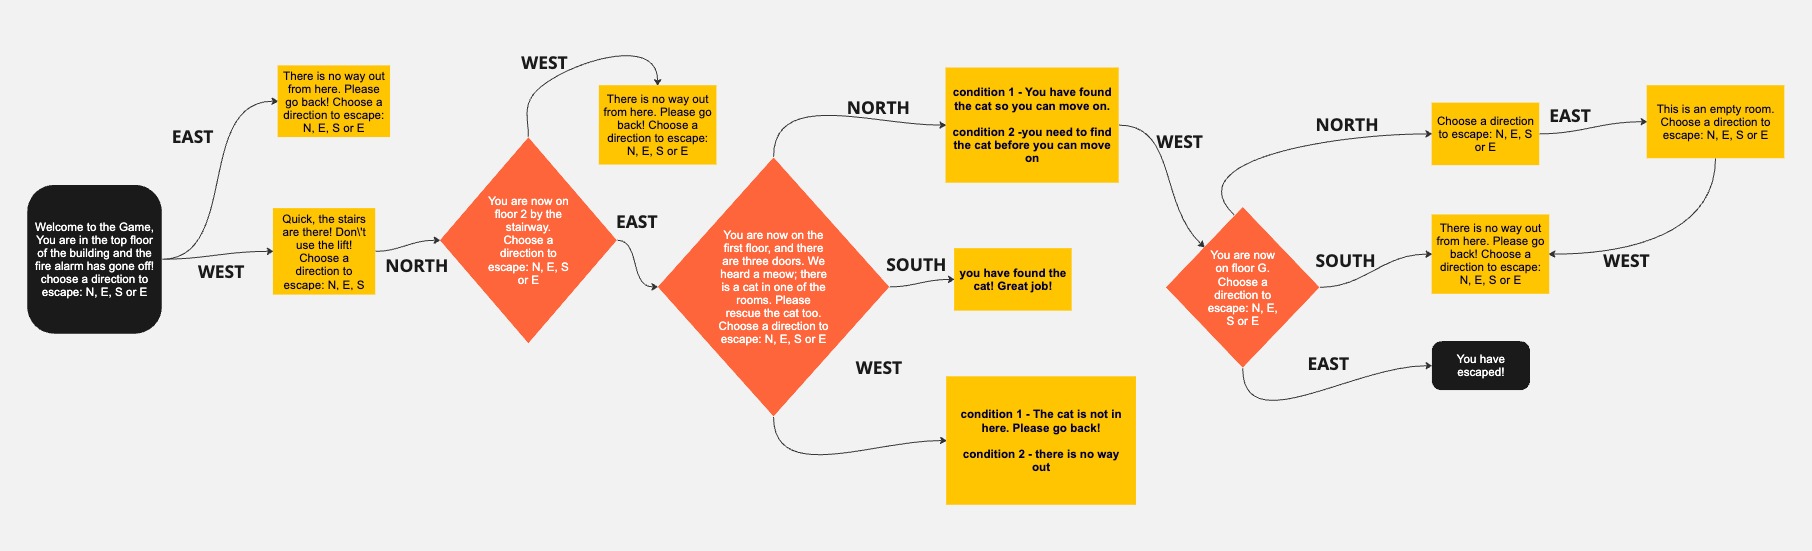 Welcome to the Game,
You are in the top floor
of the building and the
fire alarm has gone off!
choose a direction to
escape: N, E, S or E
EAST
There is no way out
from here. Please
go back! Choose a
direction to escape:
N, E, S or E
WEST
Quick, the stairs
are there! Don\'t
use the lift!
Choose a
direction to
escape: N, E, S
NORTH
You are now on
floor 2 by the
stairway.
Choose a
direction to
escape: N, E, S
or E
WEST
There is no way out
from here. Please go
back! Choose a
direction to escape:
N, E, S or E
EAST
You are now on the
first floor, and there
are three doors. We
heard a meow; there
is a cat in one of the
rooms. Please
rescue the cat too.
Choose a direction to
escape: N, E, S or E
NORTH
condition 1 - You have found
the cat so you can move on.
condition 2 -you need to find
the cat before you can move
on
SOUTH
you have found the
cat! Great job!
WEST
condition 1 - The cat is not in
here. Please go back!
condition 2 - there is no way
out
WEST
You are now
on floor G.
Choose a
direction to
escape: N, E,
S or E
NORTH
Choose a direction
to escape: N, E, S
or E
EAST
This is an empty room.
Choose a direction to
escape: N, E, S or E
SOUTH
There is no way out
from here. Please go
back! Choose a
direction to escape:
N, E, S or E
WEST
EAST
You have
escaped!